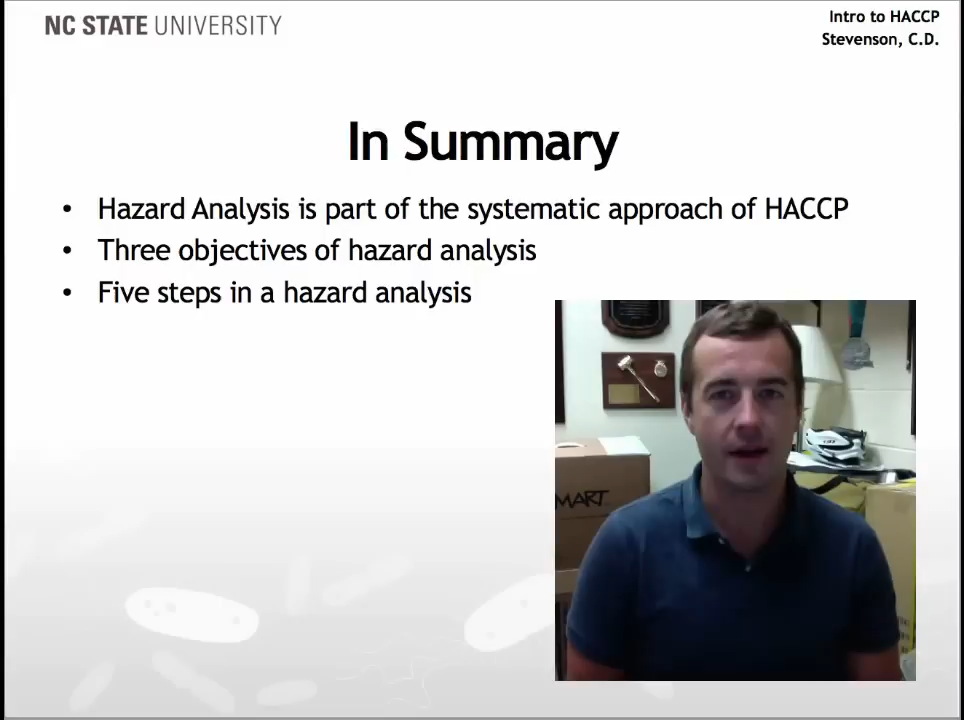 NC STATE UNIVERSITY
Intro to HACCP
Stevenson, C.D.
In Summary
• Hazard Analysis is part of the systematic approach of HACCP
• Three objectives of hazard analysis
• Five steps in a hazard analysis
MART